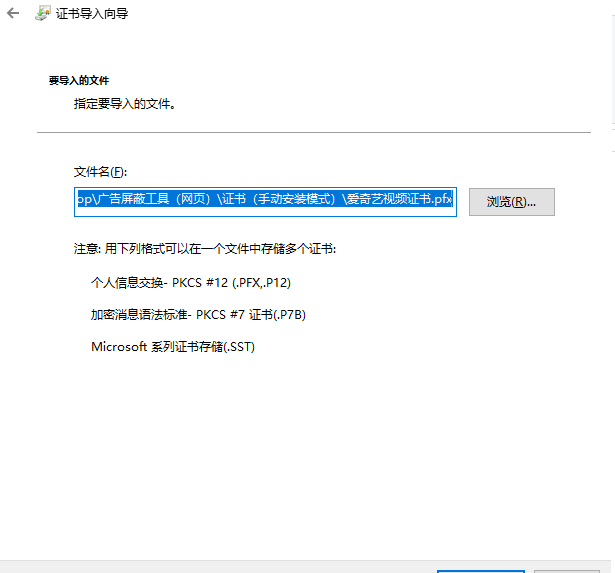 证书导入向导
要导入的文件
指定要导入的文件。
文件名(F):
op\广告屏蔽工具（网页）\证书（手动安装模式）\爱奇艺视频证书.pfx
浏览(R)...
注意: 用下列格式可以在一个文件中存储多个证书:
个人信息交换- PKCS #12 (.PFX,.P12)
加密消息语法标准- PKCS #7 证书(.P7B)
Microsoft 系列证书存储(.SST)